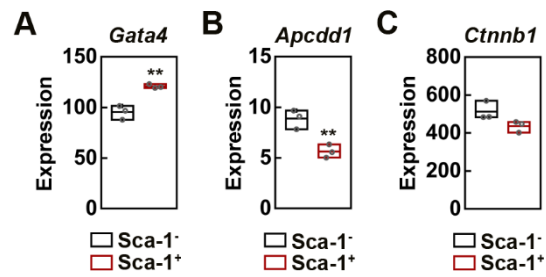 A
Gata4
Expression
150
100
50
0
**
Sca-1⁻
Sca-1⁺
B
Apcdd1
Expression
15
10
5
0
**
Sca-1⁻
Sca-1⁺
C
Ctnnb1
Expression
800
600
400
200
0
Sca-1⁻
Sca-1⁺